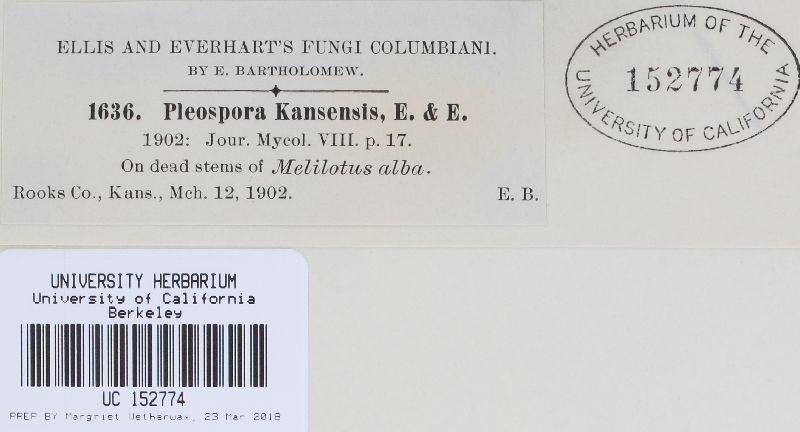 ELLIS AND EVERHART'S FUNGI COLUMBIANI.
BY E. BARTHOLOMEW.
1636. Pleospora Kansensis, E. & E.
1902: Jour. Mycol. VIII. p. 17.
On dead stems of Melilotus alba.
Rooks Co., Kans., Mch. 12, 1902. E. B.
HERBARIUM OF THE
152774
UNIVERSITY OF CALIFORNIA
UNIVERSITY HERBARIUM
University of California
Berkeley
UC 152774
PREP BY Margriet Wetherwax, 23 Mar 2018